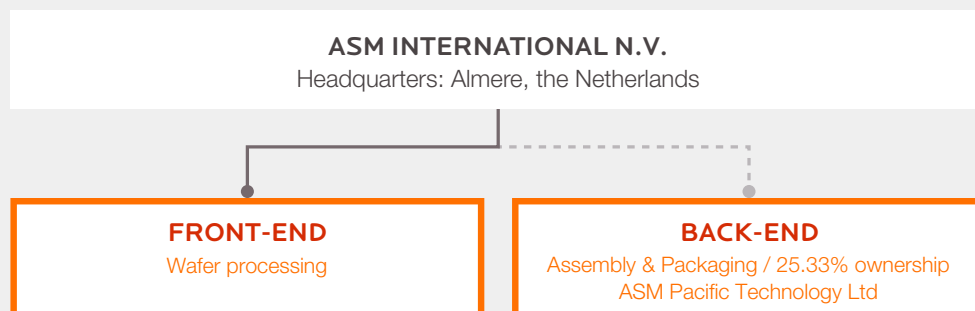 ASM INTERNATIONAL N.V.
Headquarters: Almere, the Netherlands
FRONT-END
Wafer processing
BACK-END
Assembly & Packaging / 25.33% ownership
ASM Pacific Technology Ltd